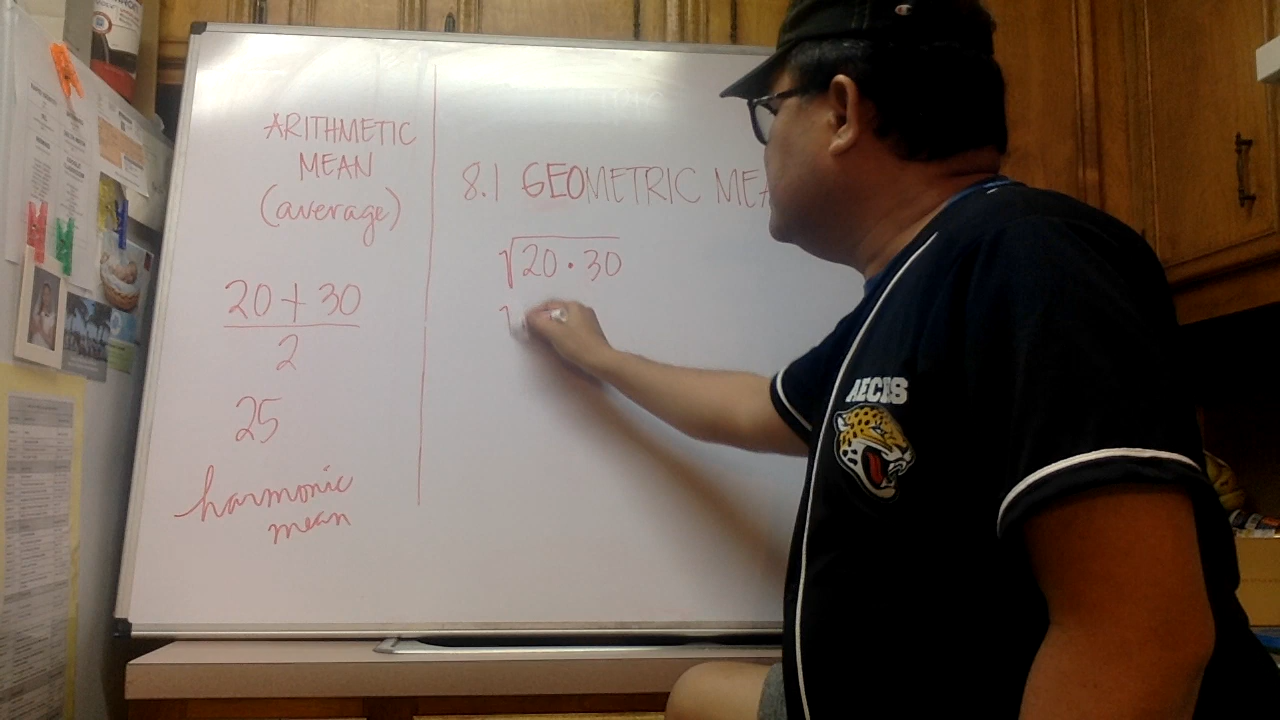 ARITHMETIC
MEAN
(average)
20 + 30
2
25
harmonic
mean
8.1 GEOMETRIC MEA
√20 · 30
AECHS